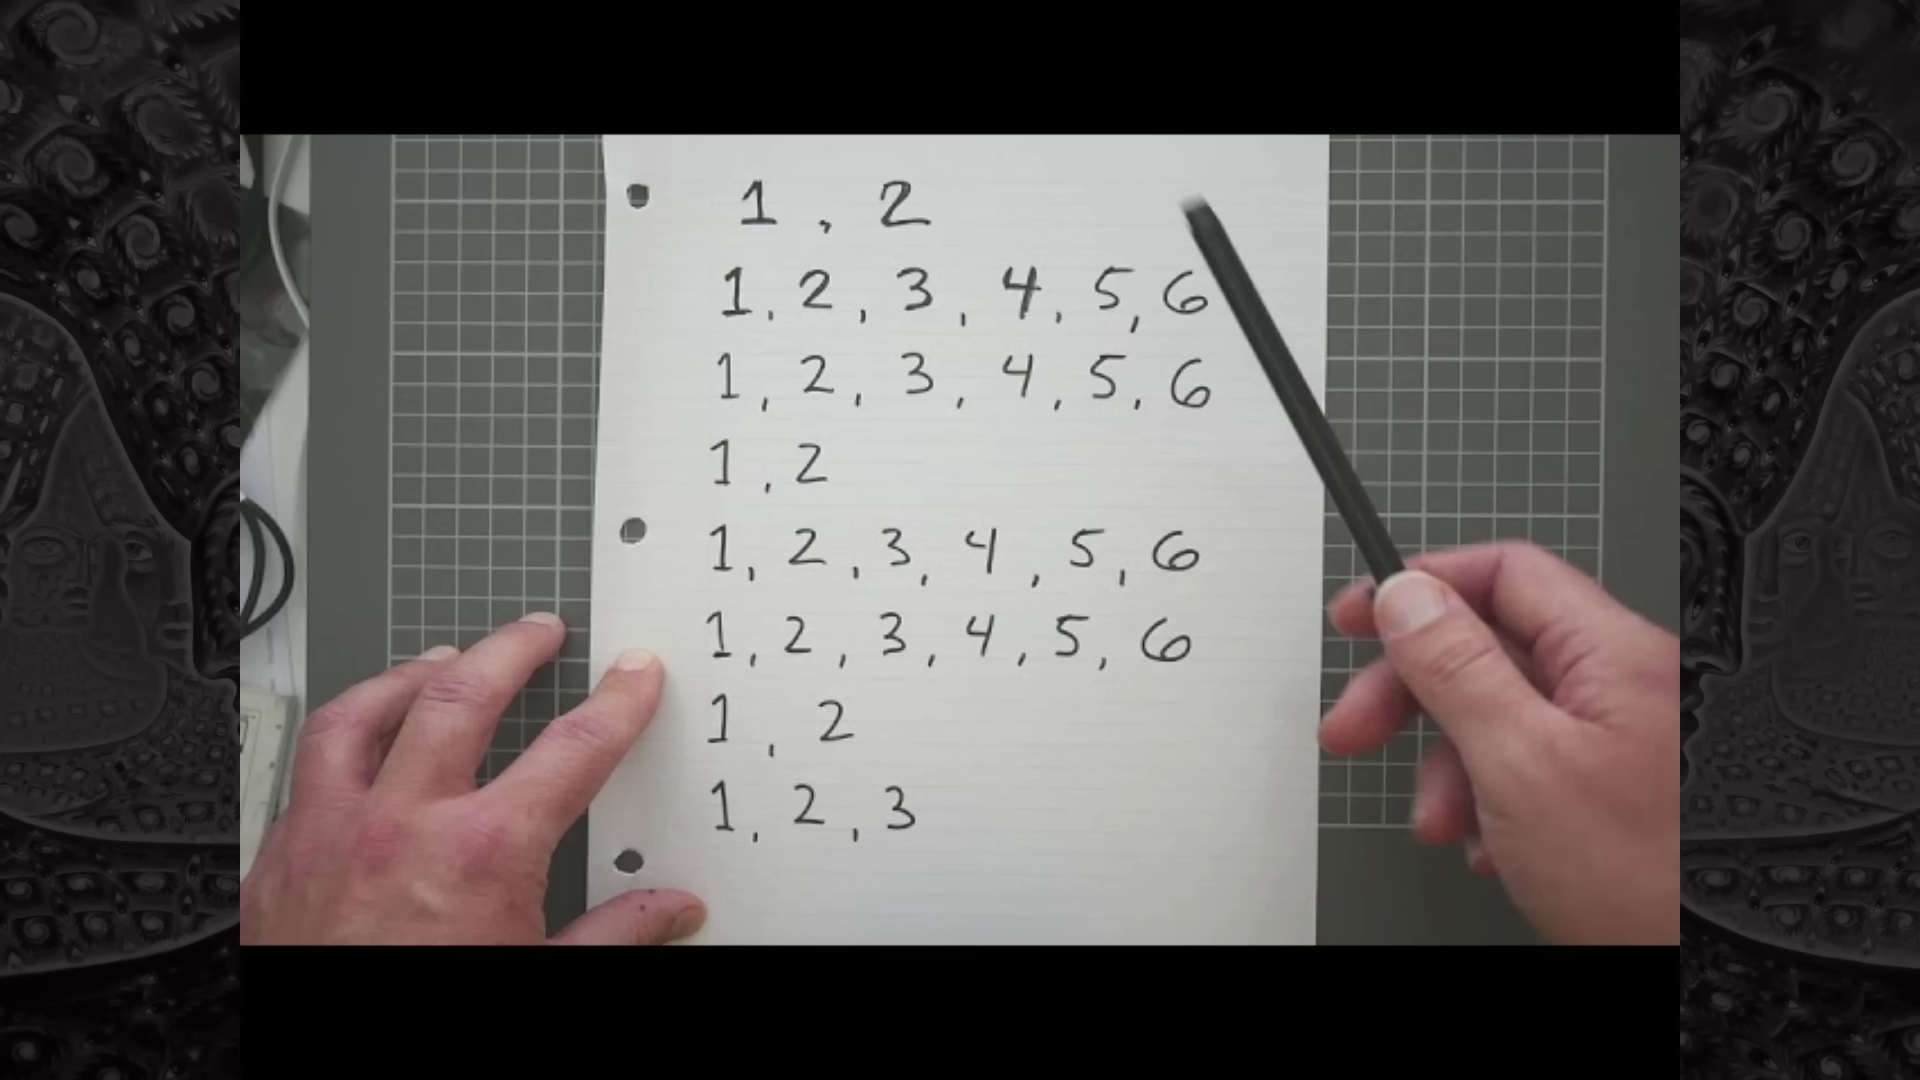 1, 2
1, 2, 3, 4, 5, 6
1, 2, 3, 4, 5, 6
1, 2
1, 2, 3, 4, 5, 6
1, 2, 3, 4, 5, 6
1, 2
1, 2, 3